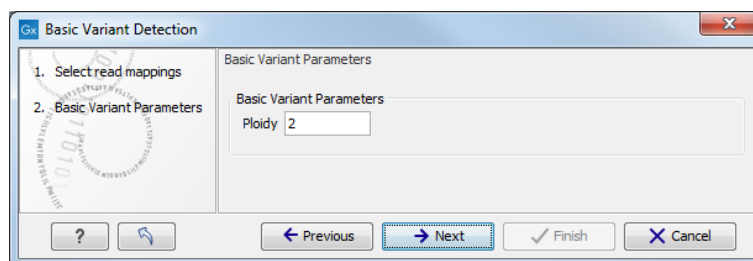 Gx Basic Variant Detection
1. Select read mappings
2. Basic Variant Parameters
Basic Variant Parameters
Basic Variant Parameters
Ploidy 2
? Previous Next Finish Cancel